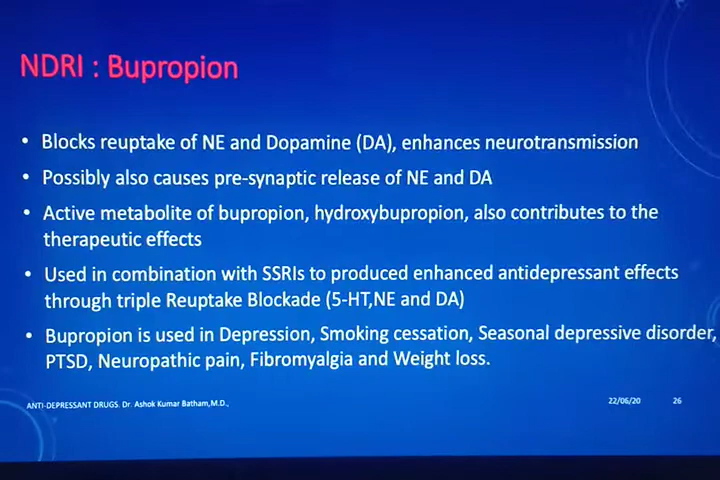 NDRI : Bupropion
• Blocks reuptake of NE and Dopamine (DA), enhances neurotransmission
• Possibly also causes pre-synaptic release of NE and DA
• Active metabolite of bupropion, hydroxybupropion, also contributes to the
therapeutic effects
• Used in combination with SSRIs to produced enhanced antidepressant effects
through triple Reuptake Blockade (5-HT,NE and DA)
• Bupropion is used in Depression, Smoking cessation, Seasonal depressive disorder,
PTSD, Neuropathic pain, Fibromyalgia and Weight loss.
ANTI-DEPRESSANT DRUGS. Dr. Ashok Kumar Batham,M.D., 22/06/20 26